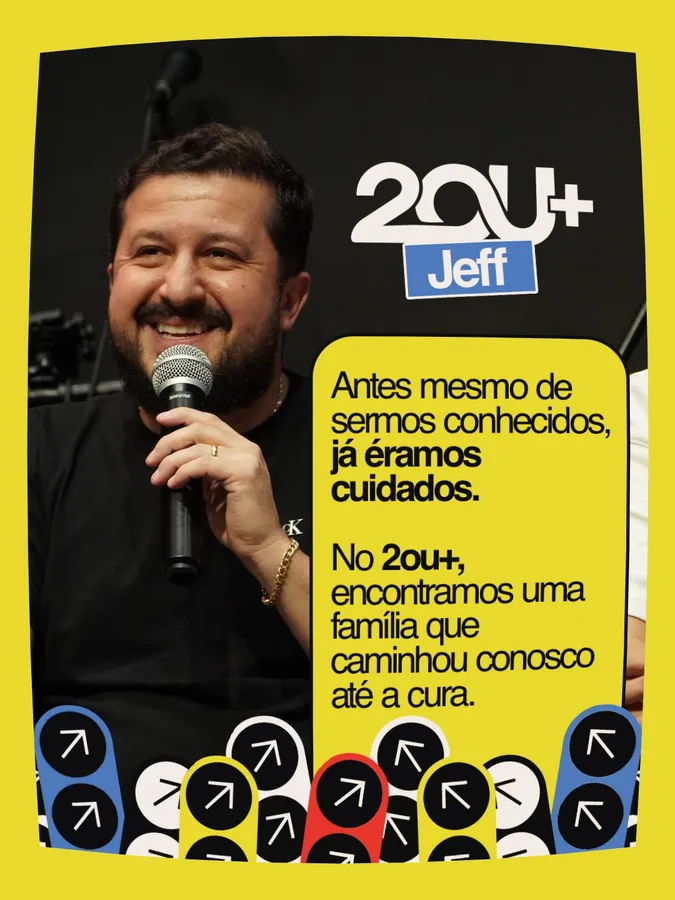 2OU+
Jeff
Antes mesmo de
sermos conhecidos,
já éramos
cuidados.
No 2ou+,
encontramos uma
família que
caminhou conosco
até a cura.